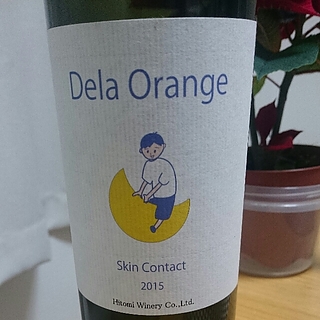 Dela Orange
Skin Contact
2015
Hitomi Winery Co.,Ltd.